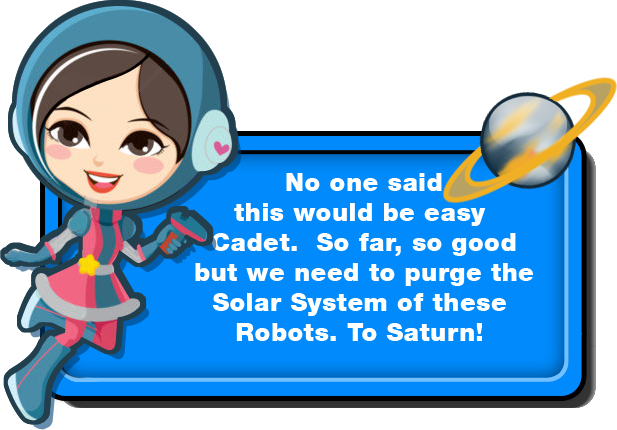 No one said
this would be easy
Cadet.  So far, so good
but we need to purge the
Solar System of these
Robots. To Saturn!